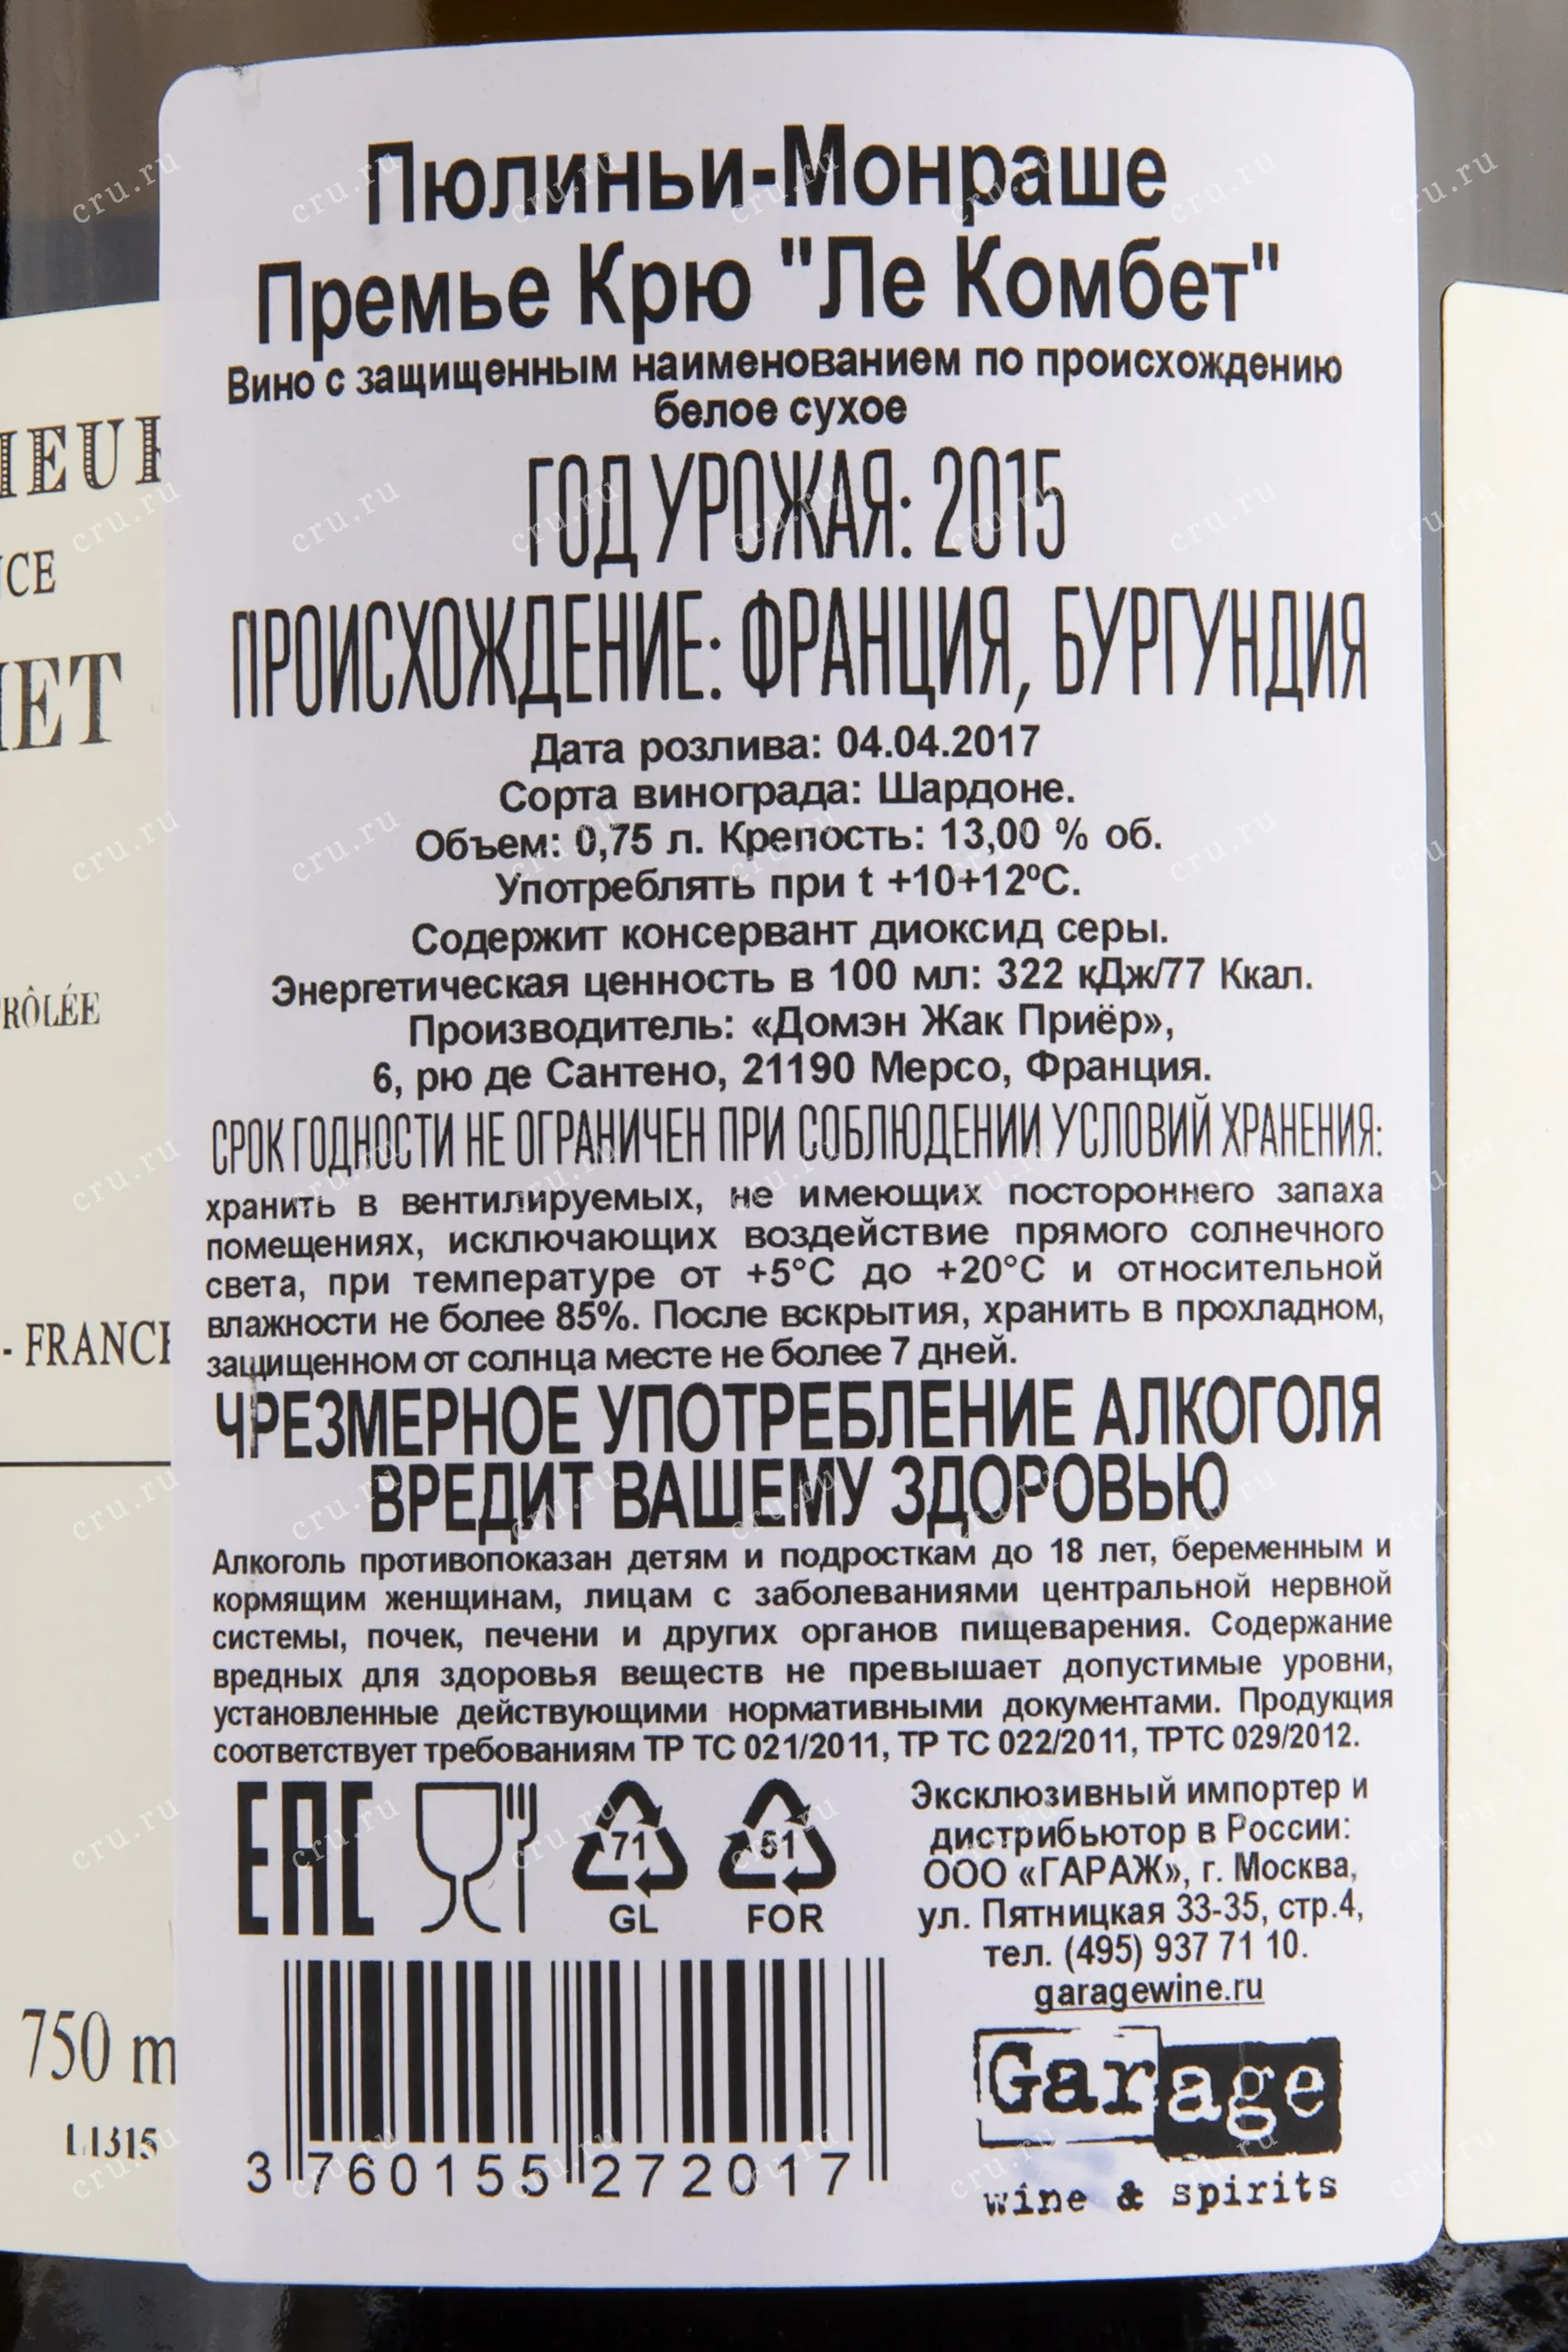 Пюлиньи-Монраше
Премье Крю "Ле Комбет"
Вино с защищенным наименованием по происхождению
белое сухое
ГОД УРОЖАЯ: 2015
ПРОИСХОЖДЕНИЕ: ФРАНЦИЯ, БУРГУНДИЯ
Дата розлива: 04.04.2017
Сорта винограда: Шардоне.
Объем: 0,75 л. Крепость: 13,00 % об.
Употреблять при t +10+12ºС.
Содержит консервант диоксид серы.
Энергетическая ценность в 100 мл: 322 кДж/77 Ккал.
Производитель: «Домэн Жак Приёр»,
6, рю де Сантено, 21190 Мерсо, Франция.
СРОК ГОДНОСТИ НЕ ОГРАНИЧЕН ПРИ СОБЛЮДЕНИИ УСЛОВИЙ ХРАНЕНИЯ:
хранить в вентилируемых, не имеющих постороннего запаха
помещениях, исключающих воздействие прямого солнечного
света, при температуре от +5°С до +20°С и относительной
влажности не более 85%. После вскрытия, хранить в прохладном,
защищенном от солнца месте не более 7 дней.
ЧРЕЗМЕРНОЕ УПОТРЕБЛЕНИЕ АЛКОГОЛЯ
ВРЕДИТ ВАШЕМУ ЗДОРОВЬЮ
Алкоголь противопоказан детям и подросткам до 18 лет, беременным и
кормящим женщинам, лицам с заболеваниями центральной нервной
системы, почек, печени и других органов пищеварения. Содержание
вредных для здоровья веществ не превышает допустимые уровни,
установленные действующими нормативными документами. Продукция
соответствует требованиям ТР ТС 021/2011, ТР ТС 022/2011, ТРТС 029/2012.
EAC
71
GL
51
FOR
Эксклюзивный импортер и
дистрибьютор в России:
ООО «ГАРАЖ», г. Москва,
ул. Пятницкая 33-35, стр.4,
тел. (495) 937 71 10.
garagewine.ru
Garage
wine & spirits
3 760155 272017
CE
RÔLÉE
- FRANCE
750 m
L1315
cru.ru